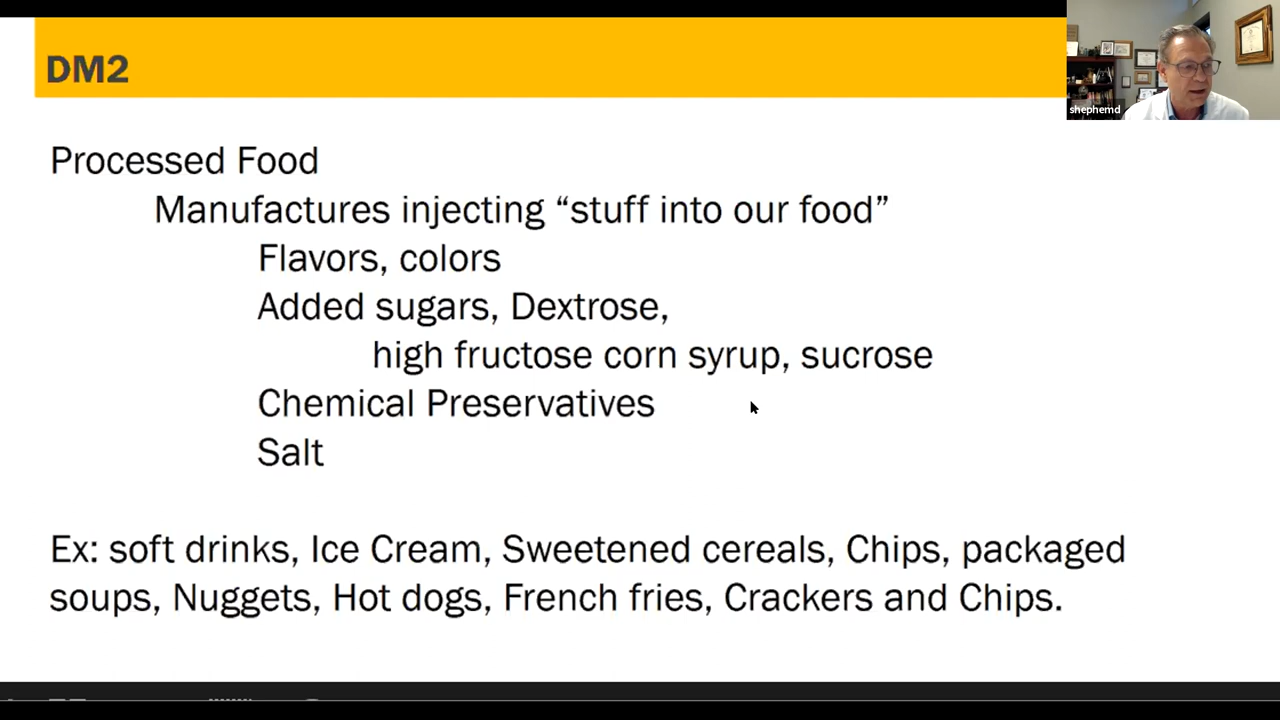 DM2
shephemd
Processed Food
Manufactures injecting “stuff into our food”
Flavors, colors
Added sugars, Dextrose,
high fructose corn syrup, sucrose
Chemical Preservatives
Salt
Ex: soft drinks, Ice Cream, Sweetened cereals, Chips, packaged
soups, Nuggets, Hot dogs, French fries, Crackers and Chips.